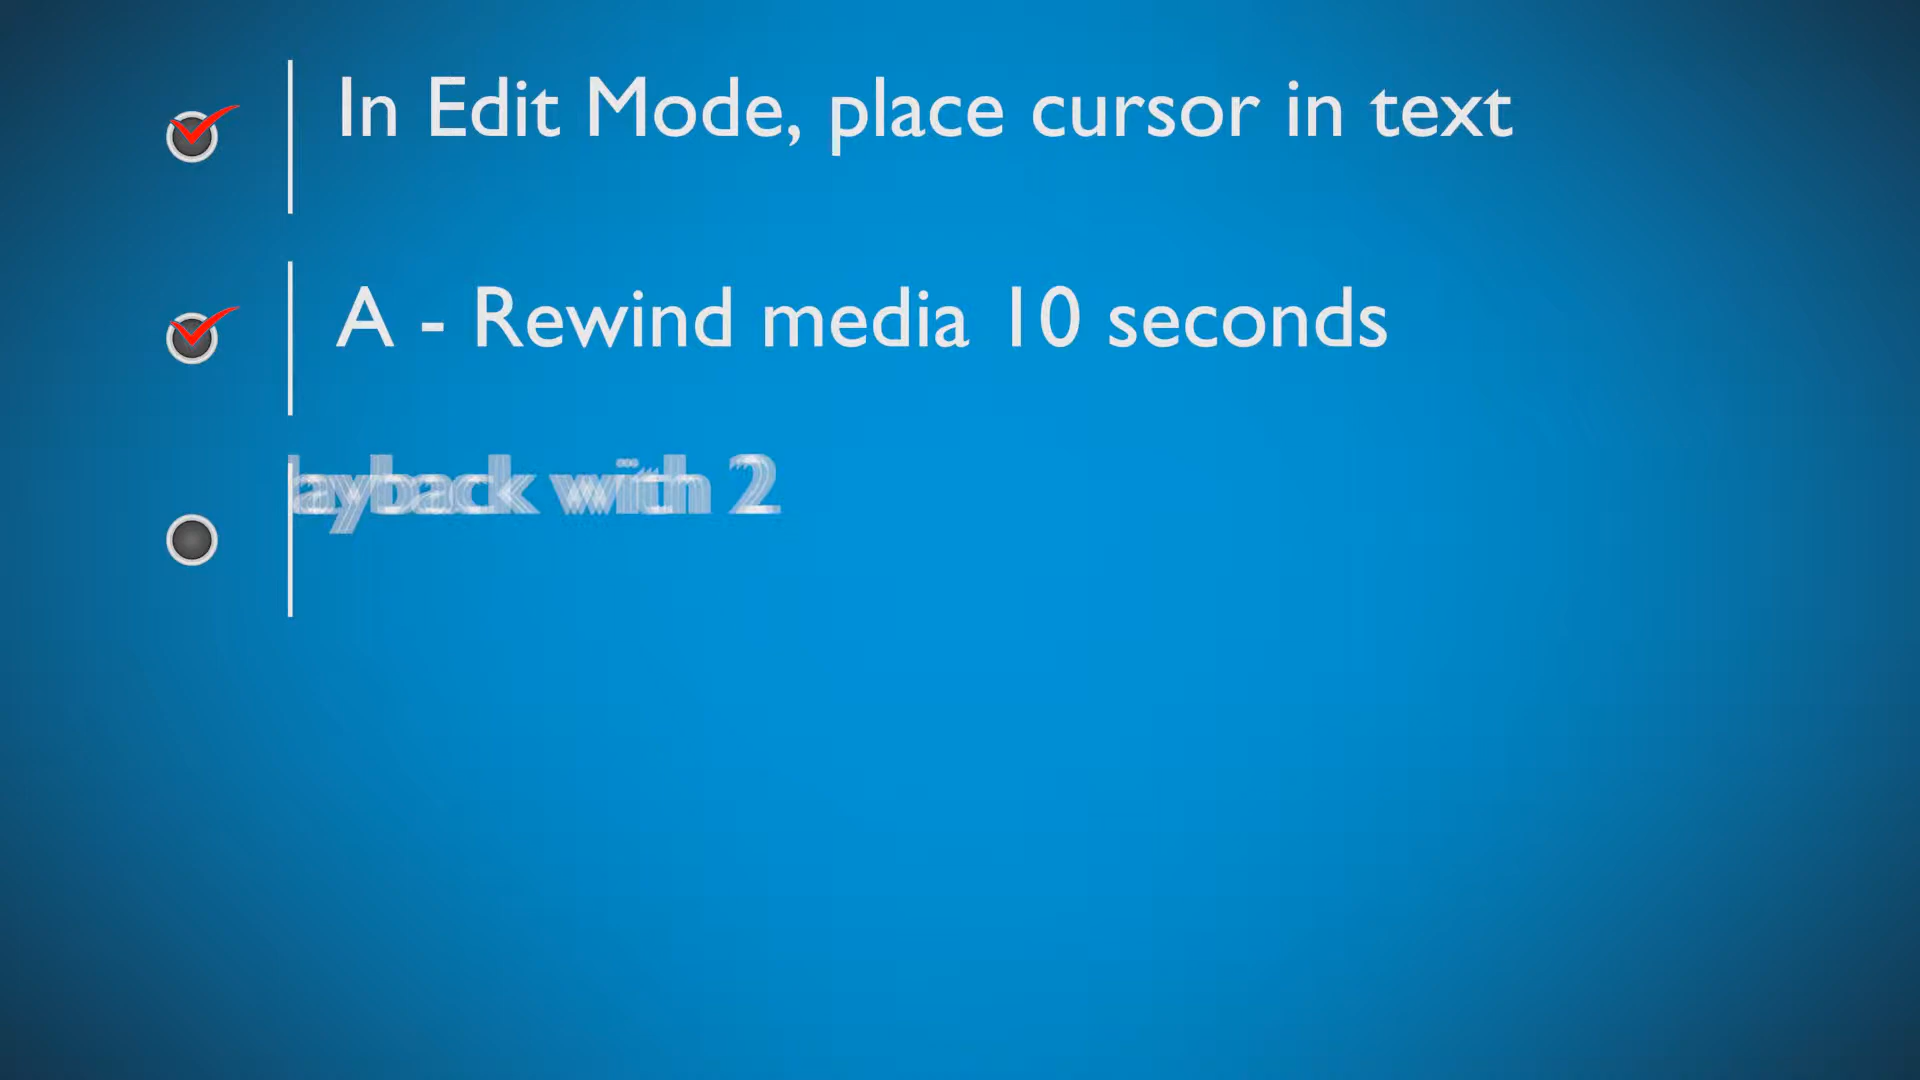 In Edit Mode, place cursor in text
A - Rewind media 10 seconds
ayback with 2